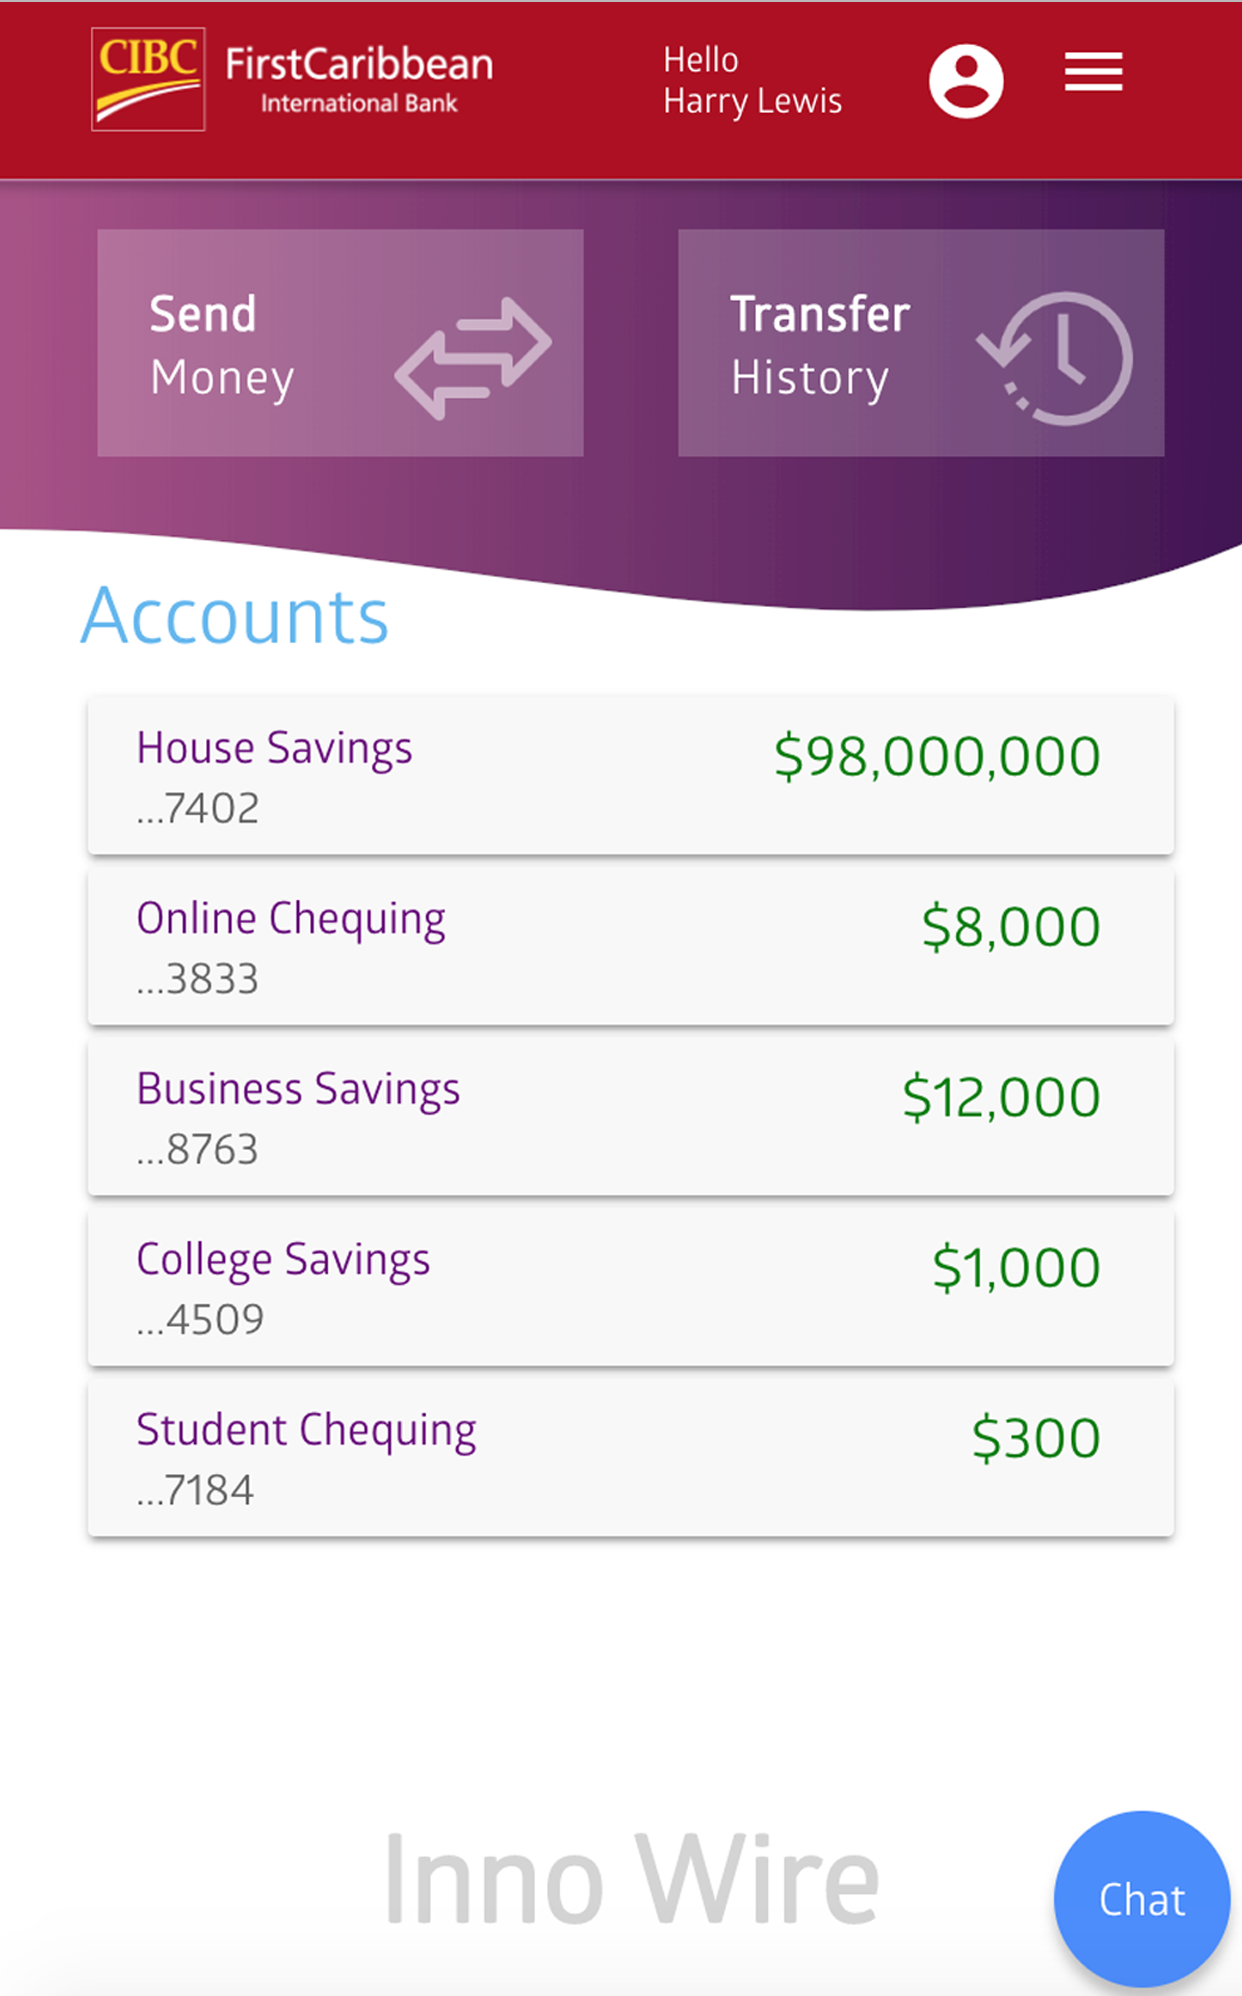 CIBC FirstCaribbean
International Bank
Hello
Harry Lewis
Send
Money
Transfer
History
Accounts
House Savings $98,000,000
...7402
Online Chequing $8,000
...3833
Business Savings $12,000
...8763
College Savings $1,000
...4509
Student Chequing $300
...7184
Inno Wire
Chat